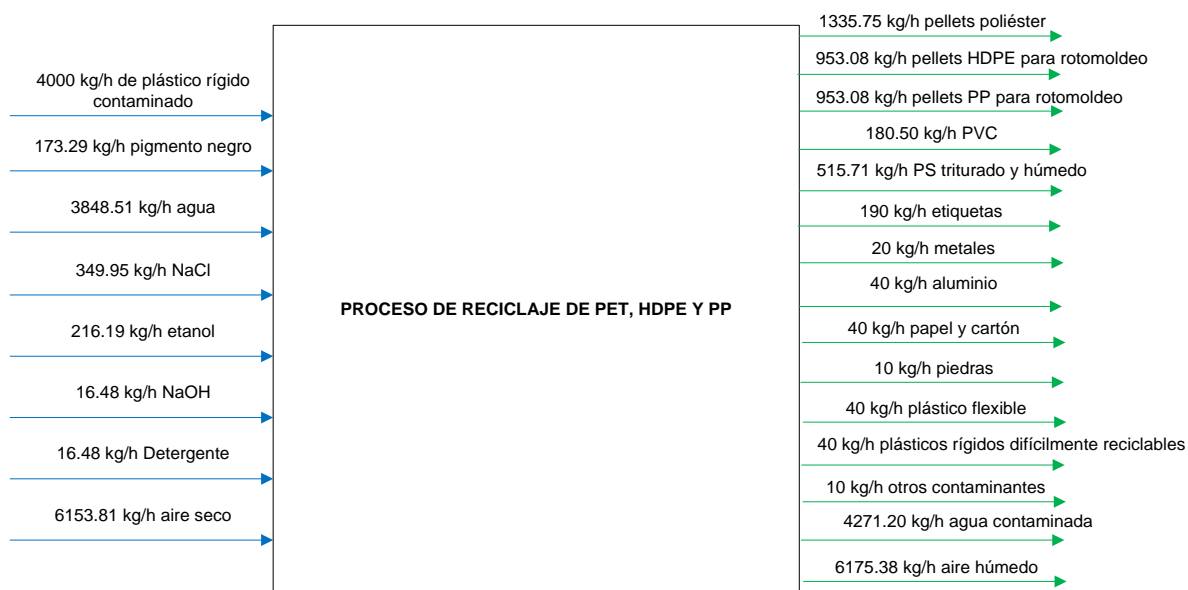 4000 kg/h de plástico rígido
contaminado
173.29 kg/h pigmento negro
3848.51 kg/h agua
349.95 kg/h NaCl
216.19 kg/h etanol
16.48 kg/h NaOH
16.48 kg/h Detergente
6153.81 kg/h aire seco
PROCESO DE RECICLAJE DE PET, HDPE Y PP
1335.75 kg/h pellets poliéster
953.08 kg/h pellets HDPE para rotomoldeo
953.08 kg/h pellets PP para rotomoldeo
180.50 kg/h PVC
515.71 kg/h PS triturado y húmedo
190 kg/h etiquetas
20 kg/h metales
40 kg/h aluminio
40 kg/h papel y cartón
10 kg/h piedras
40 kg/h plástico flexible
40 kg/h plásticos rígidos difícilmente reciclables
10 kg/h otros contaminantes
4271.20 kg/h agua contaminada
6175.38 kg/h aire húmedo